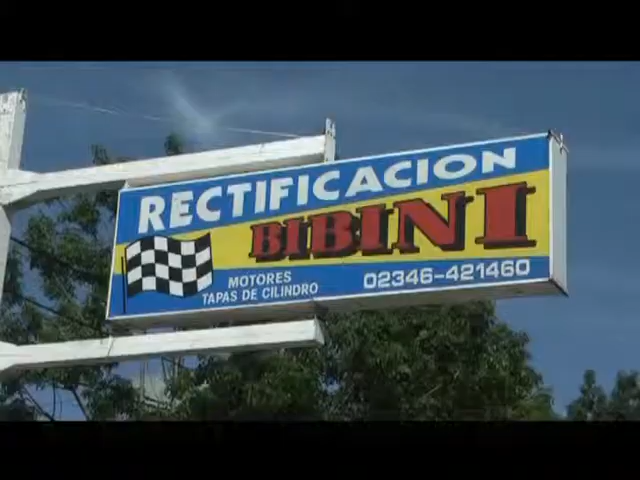 RECTIFICACION
BIBINI
MOTORES
TAPAS DE CILINDRO
02346-421460